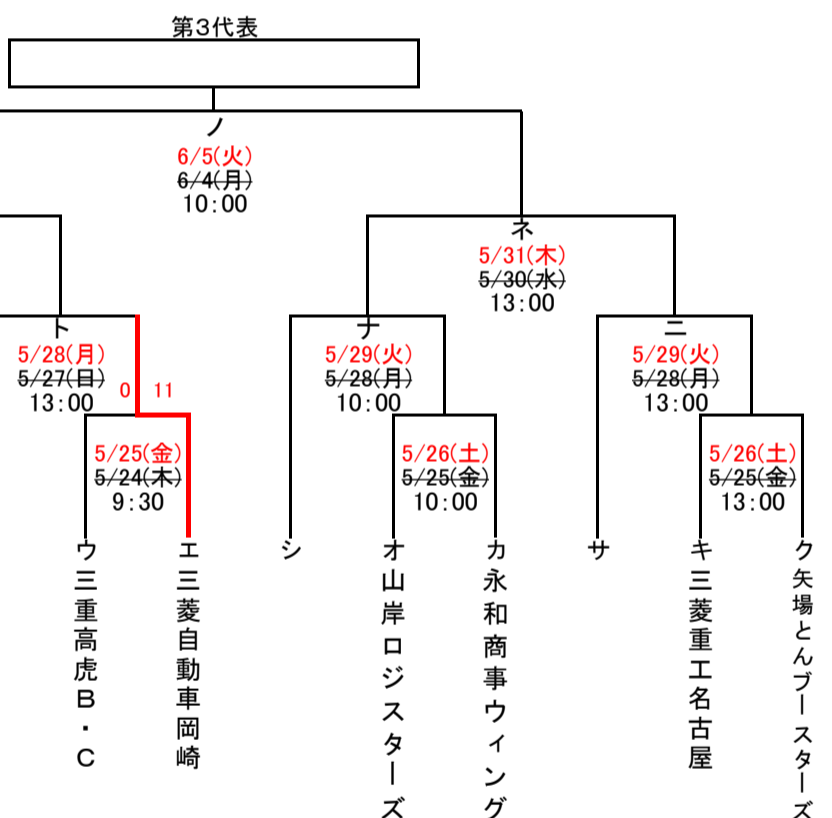 第3代表
ノ
6/5(火)
6/4(月)
10:00
ネ
5/31(木)
5/30(水)
13:00
ト
5/28(月)
5/27(日)
13:00
0 11
ナ
5/29(火)
5/28(月)
10:00
ニ
5/29(火)
5/28(月)
13:00
5/25(金)
5/24(木)
9:30
5/26(土)
5/25(金)
10:00
5/26(土)
5/25(金)
13:00
ウ三重高虎B・C
エ三菱自動車岡崎
シ
オ山岸ロジスターズ
カ永和商事ウィング
サ
キ三菱重工名古屋
ク矢場とんブースターズ